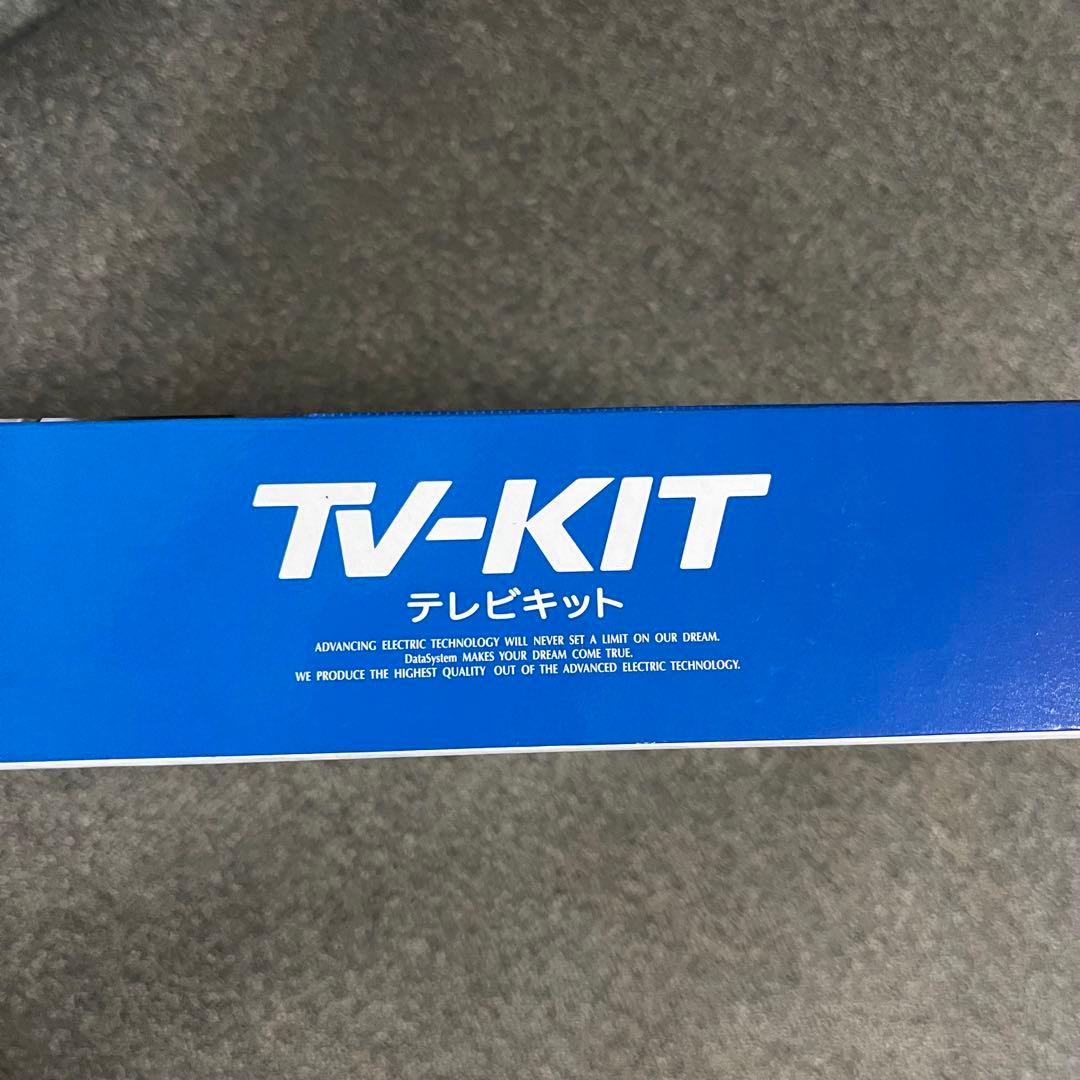 TV-KIT
テレビキット
ADVANCING ELECTRIC TECHNOLOGY WILL NEVER SET A LIMIT ON OUR DREAM.
DataSystem MAKES YOUR DREAM COME TRUE.
WE PRODUCE THE HIGHEST QUALITY OUT OF THE ADVANCED ELECTRIC TECHNOLOGY.